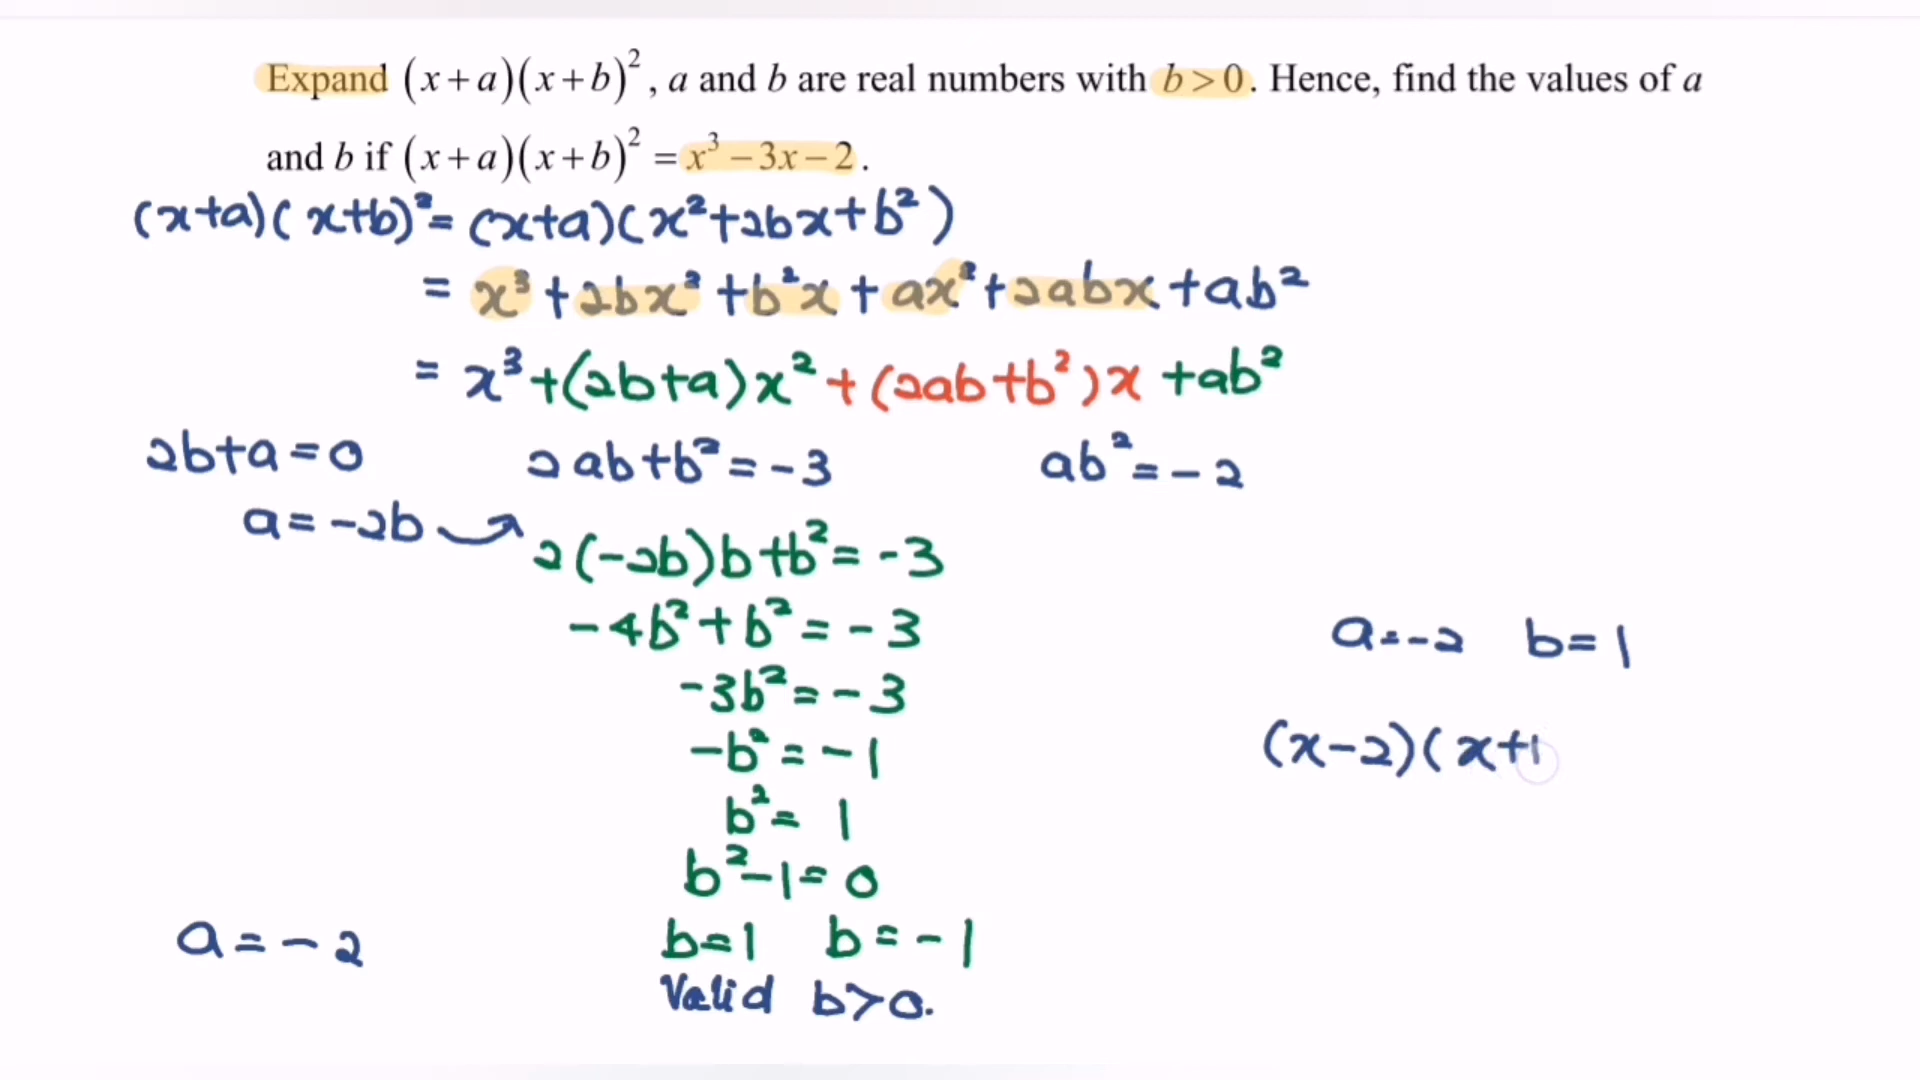 Expand (x+a)(x+b)², a and b are real numbers with b>0. Hence, find the values of a
and b if (x+a)(x+b)² = x³ −3x−2.
(x+a)(x+b)² = (x+a)(x²+2bx+b²)
= x³+2bx²+b²x+ax²+2abx+ab²
= x³+(2b+a)x²+(2ab+b²)x +ab²
2b+a=0 2ab+b²=-3 ab²=-2
a=-2b 2(-2b)b+b²=-3
-4b²+b²=-3
a=-2 b=1
-3b²=-3
-b²=-1
(x-2)(x+1
b²=1
b²-1=0
a=-2 b=1 b=-1
Valid b>0.